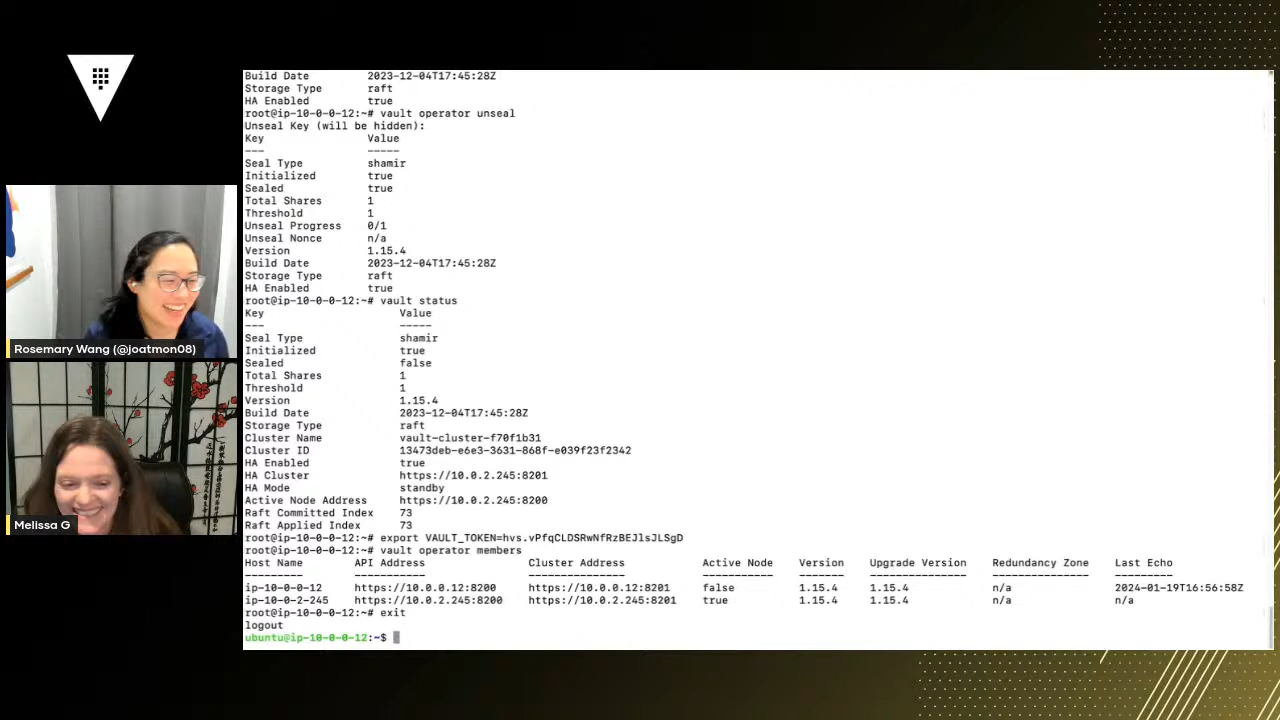 Build Date 2023-12-04T17:45:28Z
Storage Type raft
HA Enabled true
root@ip-10-0-0-12:~# vault operator unseal
Unseal Key (will be hidden):
Key Value
--- -----
Seal Type shamir
Initialized true
Sealed true
Total Shares 1
Threshold 1
Unseal Progress 0/1
Unseal Nonce n/a
Version 1.15.4
Build Date 2023-12-04T17:45:28Z
Storage Type raft
HA Enabled true
root@ip-10-0-0-12:~# vault status
Key Value
--- -----
Seal Type shamir
Initialized true
Sealed false
Total Shares 1
Threshold 1
Version 1.15.4
Build Date 2023-12-04T17:45:28Z
Storage Type raft
Cluster Name vault-cluster-f70f1b31
Cluster ID 13473deb-e6e3-3631-868f-e039f23f2342
HA Enabled true
HA Cluster https://10.0.2.245:8201
HA Mode standby
Active Node Address https://10.0.2.245:8200
Raft Committed Index 73
Raft Applied Index 73
root@ip-10-0-0-12:~# export VAULT_TOKEN=hvs.vPfqCLDSRwNfRzBEJlsJLSgD
root@ip-10-0-0-12:~# vault operator members
Host Name API Address Cluster Address Active Node Version Upgrade Version Redundancy Zone Last Echo
--------- ----------- --------------- ----------- ------- --------------- --------------- ---------
ip-10-0-0-12 https://10.0.0.12:8200 https://10.0.0.12:8201 false 1.15.4 1.15.4 n/a 2024-01-19T16:56:58Z
ip-10-0-2-245 https://10.0.2.245:8200 https://10.0.2.245:8201 true 1.15.4 1.15.4 n/a n/a
root@ip-10-0-0-12:~# exit
logout
ubuntu@ip-10-0-0-12:~$
Rosemary Wang (@joatmon08)
Melissa G